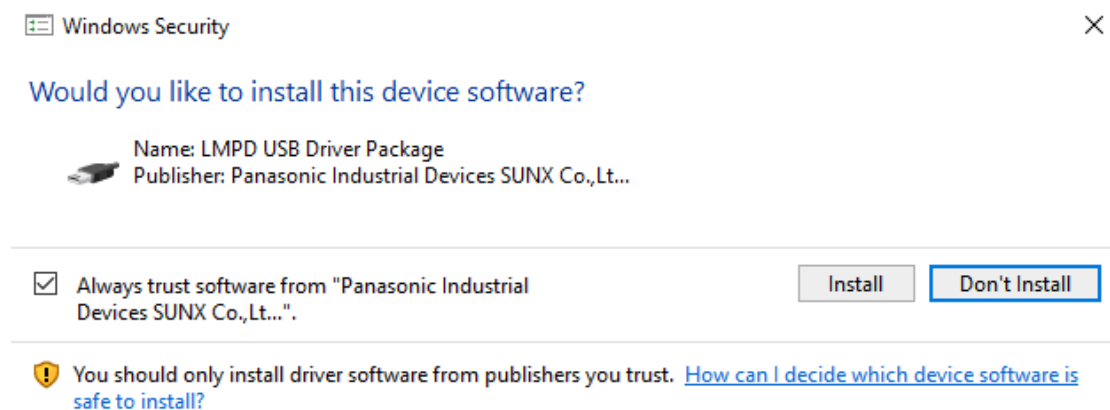 Windows Security
Would you like to install this device software?
Name: LMPD USB Driver Package
Publisher: Panasonic Industrial Devices SUNX Co.,Lt...
Always trust software from "Panasonic Industrial
Devices SUNX Co.,Lt...".
Install
Don't Install
You should only install driver software from publishers you trust. How can I decide which device software is
safe to install?